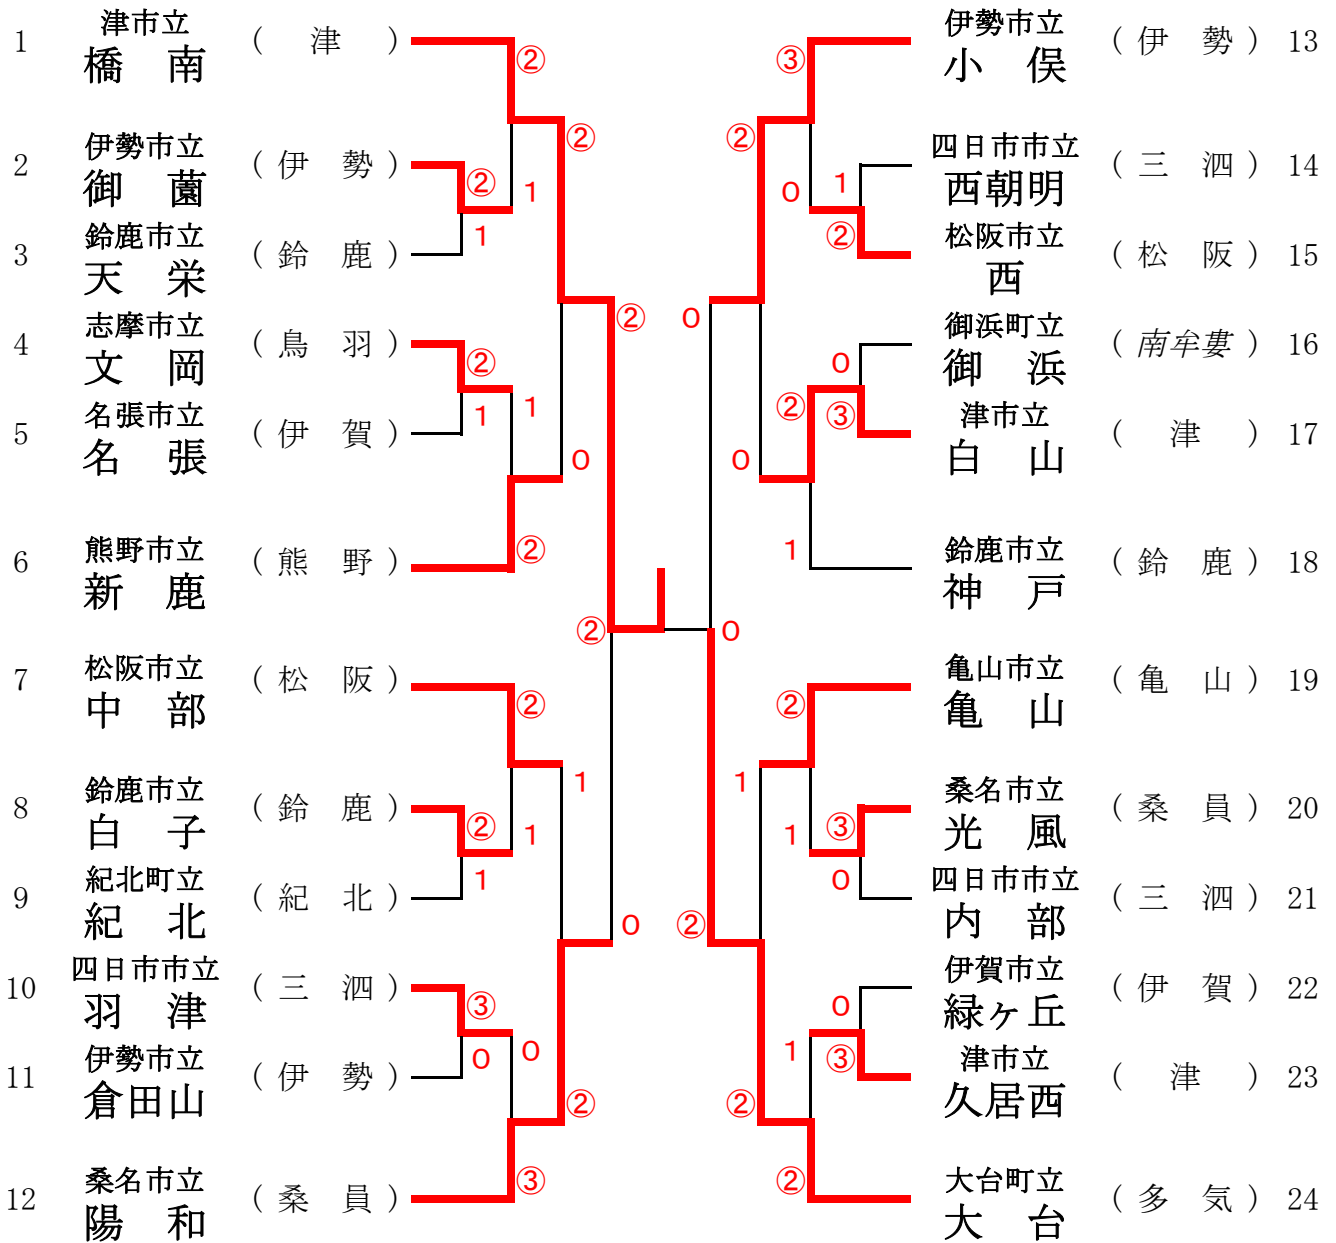 津市立
1 橋　南 （　津　） ②
②
伊勢市立
2 御　薗 （伊　勢） ② 1
鈴鹿市立
3 天　栄 （鈴　鹿） 1
②
志摩市立
4 文　岡 （鳥　羽） ②
名張市立
5 名　張 （伊　賀） 1 1
0
熊野市立
6 新　鹿 （熊　野） ②
②
松阪市立
7 中　部 （松　阪） ②
1
鈴鹿市立
8 白　子 （鈴　鹿） ② 1
紀北町立
9 紀　北 （紀　北） 1
0
四日市市立
10 羽　津 （三　泗） ③
伊勢市立
11 倉田山 （伊　勢） 0 0
②
桑名市立
12 陽　和 （桑　員） ③
伊勢市立
③ 小　俣 （伊　勢） 13
②
四日市市立
0 1 西朝明 （三　泗） 14
松阪市立
② 西 （松　阪） 15
0
御浜町立
0 御　浜 （南牟婁） 16
津市立
② ③ 白　山 （　津　） 17
0
鈴鹿市立
1 神　戸 （鈴　鹿） 18
0
亀山市立
② 亀　山 （亀　山） 19
1
桑名市立
1 ③ 光　風 （桑　員） 20
四日市市立
0 内　部 （三　泗） 21
②
伊賀市立
0 緑ヶ丘 （伊　賀） 22
津市立
1 ③ 久居西 （　津　） 23
②
大台町立
② 大　台 （多　気） 24